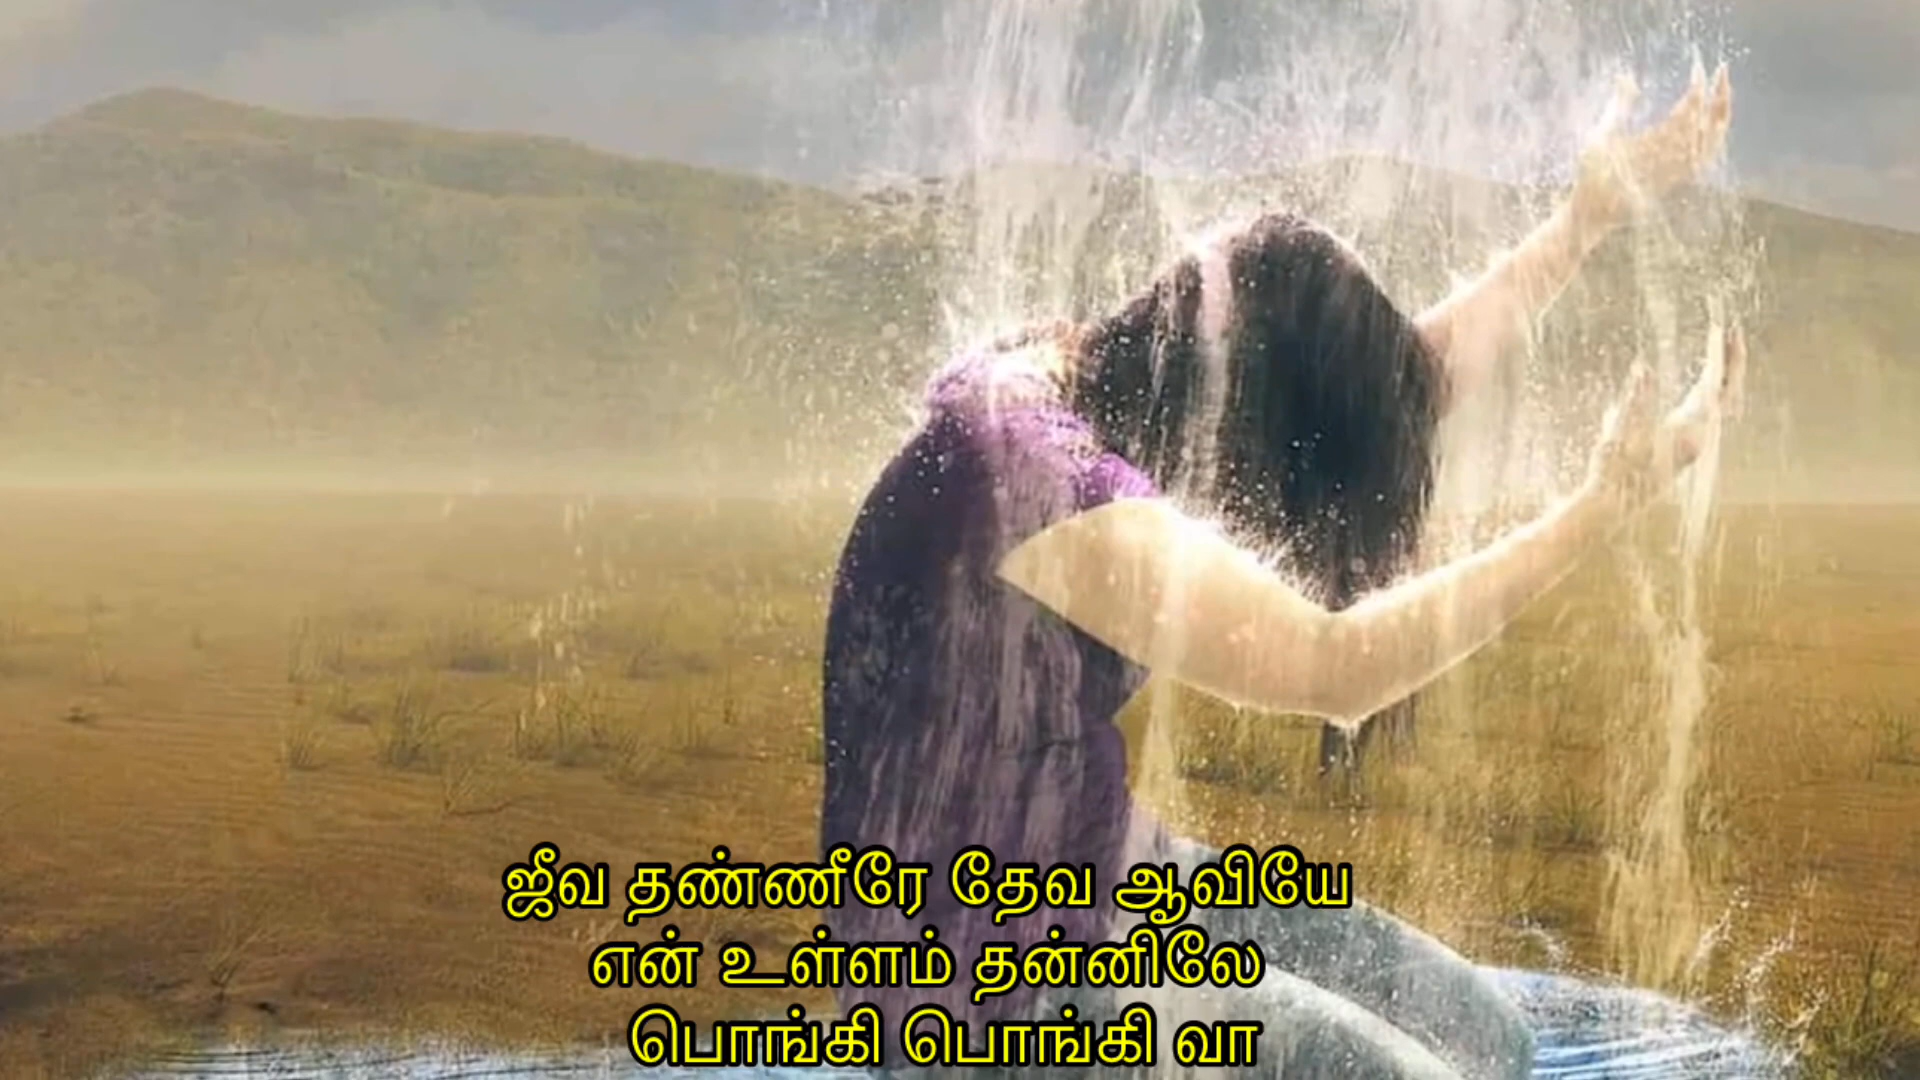 ஜீவ தண்ணீரே தேவ ஆவியே
என் உள்ளம் தன்னிலே
பொங்கி பொங்கி வா